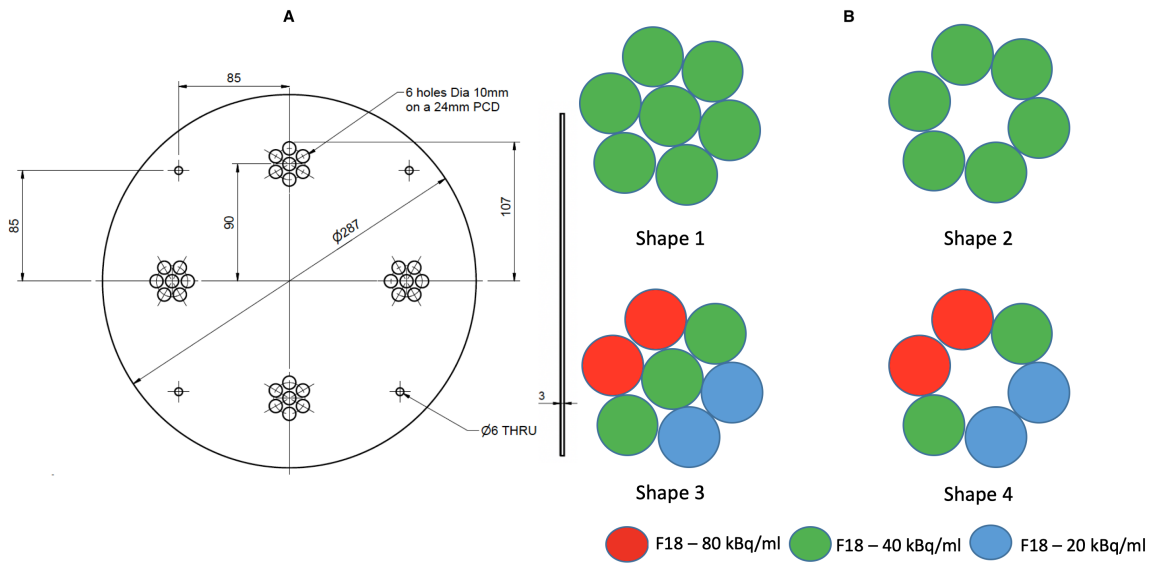 A
B
85
6 holes Dia 10mm
on a 24mm PCD
85
90
107
Ø287
3
Ø6 THRU
Shape 1
Shape 2
Shape 3
Shape 4
F18 – 80 kBq/ml
F18 – 40 kBq/ml
F18 – 20 kBq/ml